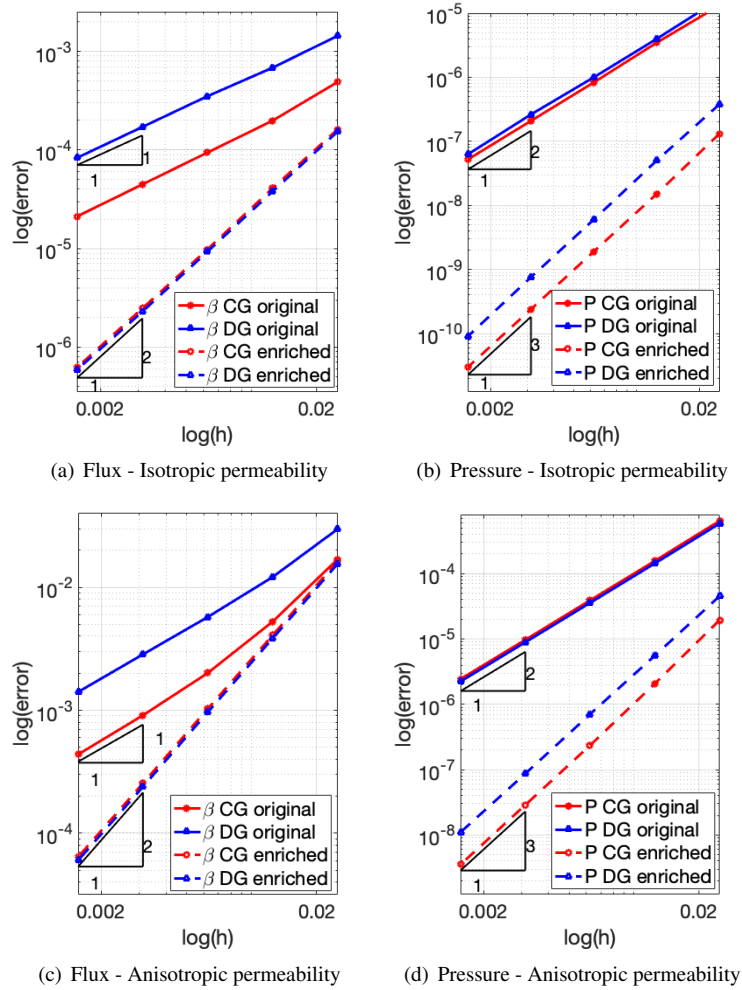 10^-3
10^-4
10^-5
10^-6
log(error)
1
1
2
1
β CG original
β DG original
β CG enriched
β DG enriched
0.002
0.02
log(h)
(a) Flux - Isotropic permeability
10^-5
10^-6
10^-7
10^-8
10^-9
10^-10
log(error)
2
1
3
1
P CG original
P DG original
P CG enriched
P DG enriched
0.002
0.02
log(h)
(b) Pressure - Isotropic permeability
10^-2
10^-3
10^-4
log(error)
1
1
2
1
β CG original
β DG original
β CG enriched
β DG enriched
0.002
0.02
log(h)
(c) Flux - Anisotropic permeability
10^-4
10^-5
10^-6
10^-7
10^-8
log(error)
2
1
3
1
P CG original
P DG original
P CG enriched
P DG enriched
0.002
0.02
log(h)
(d) Pressure - Anisotropic permeability